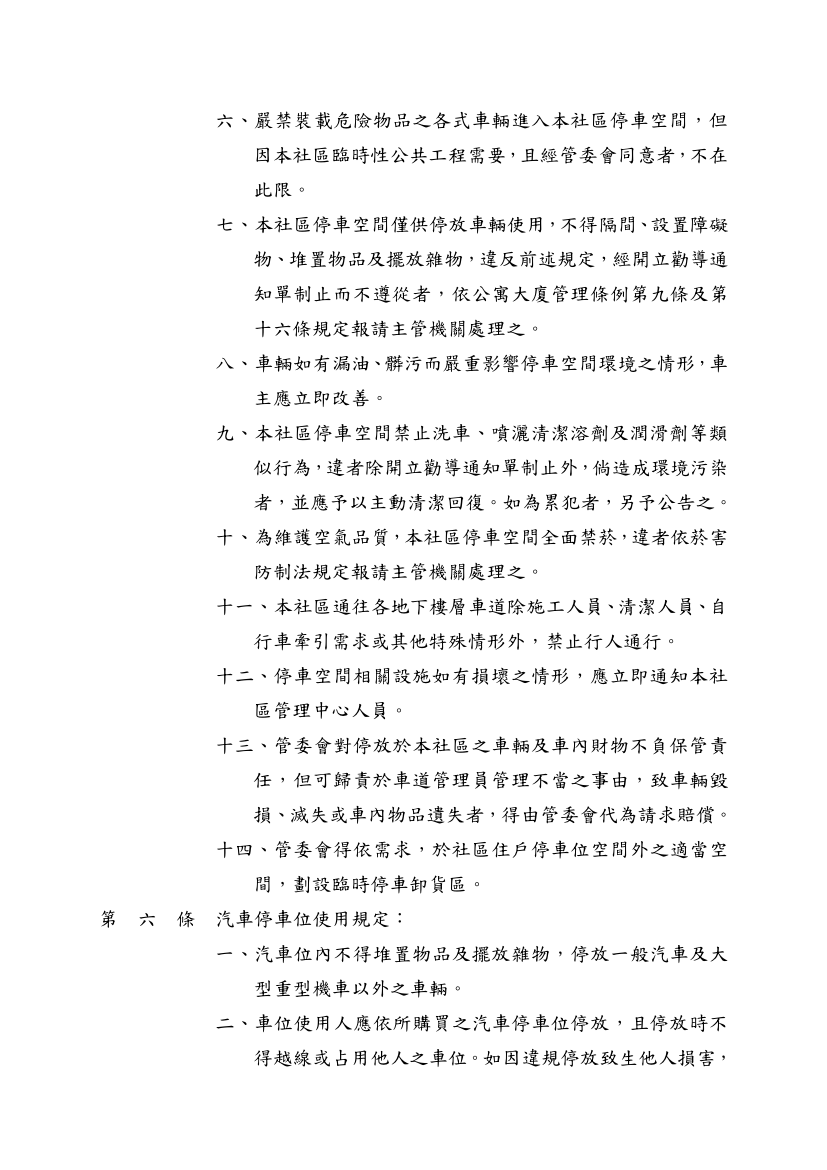 六、嚴禁裝載危險物品之各式車輛進入本社區停車空間，但
因本社區臨時性公共工程需要，且經管委會同意者，不在
此限。
七、本社區停車空間僅供停放車輛使用，不得隔間、設置障礙
物、堆置物品及擺放雜物，違反前述規定，經開立勸導通
知單制止而不遵從者，依公寓大廈管理條例第九條及第
十六條規定報請主管機關處理之。
八、車輛如有漏油、髒污而嚴重影響停車空間環境之情形，車
主應立即改善。
九、本社區停車空間禁止洗車、噴灑清潔溶劑及潤滑劑等類
似行為，違者除開立勸導通知單制止外，倘造成環境污染
者，並應予以主動清潔回復。如為累犯者，另予公告之。
十、為維護空氣品質，本社區停車空間全面禁菸，違者依菸害
防制法規定報請主管機關處理之。
十一、本社區通往各地下樓層車道除施工人員、清潔人員、自
行車牽引需求或其他特殊情形外，禁止行人通行。
十二、停車空間相關設施如有損壞之情形，應立即通知本社
區管理中心人員。
十三、管委會對停放於本社區之車輛及車內財物不負保管責
任，但可歸責於車道管理員管理不當之事由，致車輛毀
損、滅失或車內物品遺失者，得由管委會代為請求賠償。
十四、管委會得依需求，於社區住戶停車位空間外之適當空
間，劃設臨時停車卸貨區。
第 六 條 汽車停車位使用規定：
一、汽車位內不得堆置物品及擺放雜物，停放一般汽車及大
型重型機車以外之車輛。
二、車位使用人應依所購買之汽車停車位停放，且停放時不
得越線或占用他人之車位。如因違規停放致生他人損害，